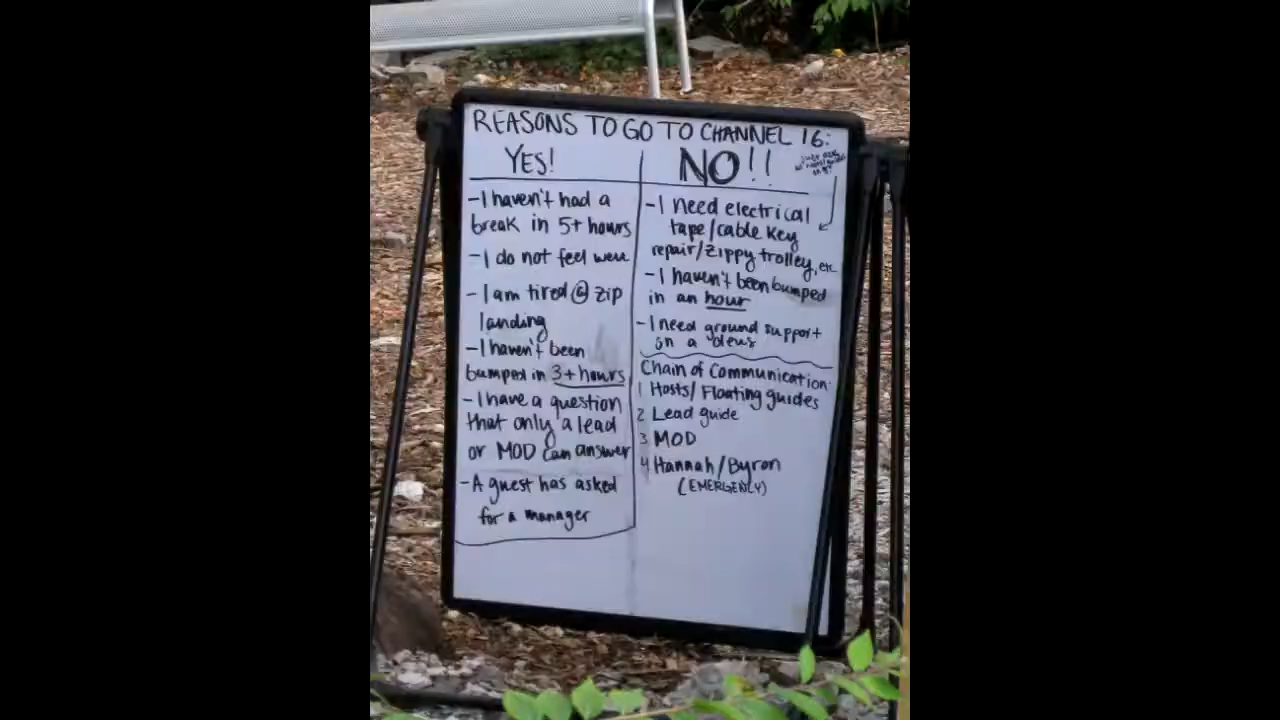 REASONS TO GO TO CHANNEL 16:
YES!
-I haven't had a
break in 5+ hours
-I do not feel well
-I am tired @ zip
landing
-I haven't been
bumped in 3+hours
-I have a question
that only a lead
or MOD can answer
-A guest has asked
for a manager
NO!!
-I need electrical
tape/cable key
repair/zippy trolley, etc
-I haven't been bumped
in an hour
-I need ground support
on a
Chain of Communication:
1 Hosts/Floating guides
2 Lead guide
3 MOD
4 Hannah/Byron
(EMERGENCY)